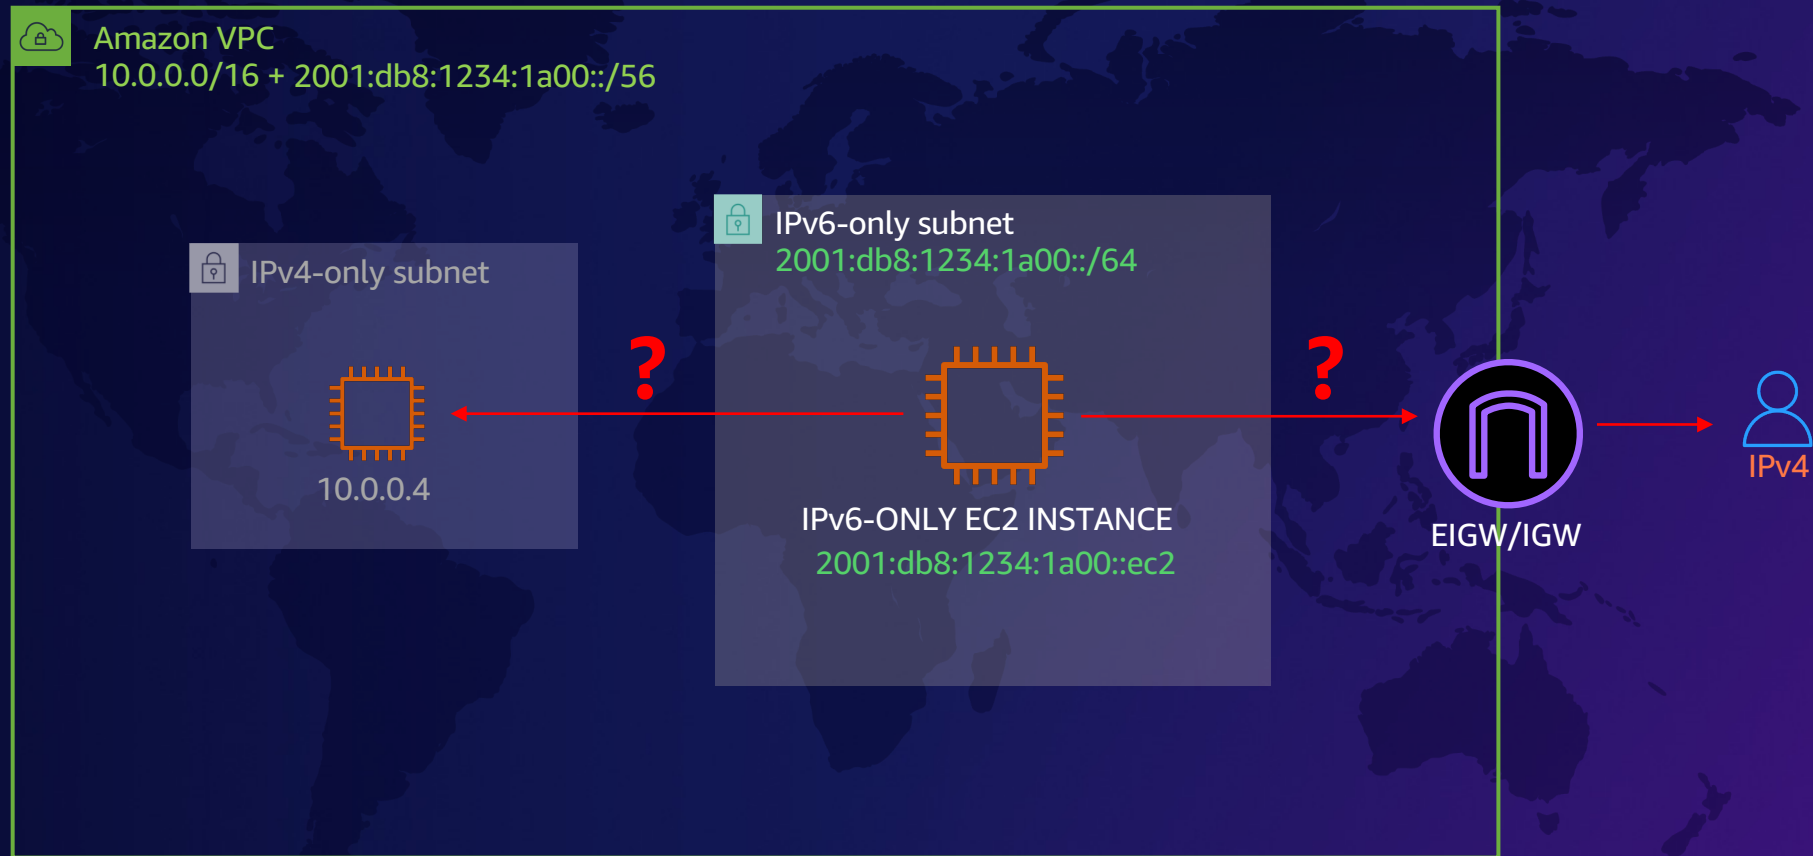 Amazon VPC
10.0.0.0/16 + 2001:db8:1234:1a00::/56
IPv4-only subnet
?
10.0.0.4
IPv6-only subnet
2001:db8:1234:1a00::/64
IPv6-ONLY EC2 INSTANCE
2001:db8:1234:1a00::ec2
?
EIGW/IGW
IPv4